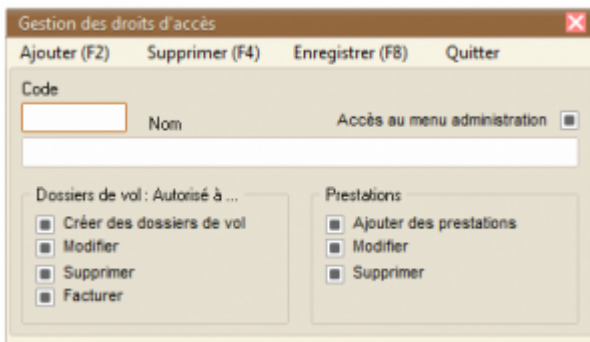 Gestion des droits d'accès
Ajouter (F2) Supprimer (F4) Enregistrer (F8) Quitter
Code
Nom Accès au menu administration
Dossiers de vol : Autorisé à ... Prestations
Créer des dossiers de vol Ajouter des prestations
Modifier Modifier
Supprimer Supprimer
Facturer